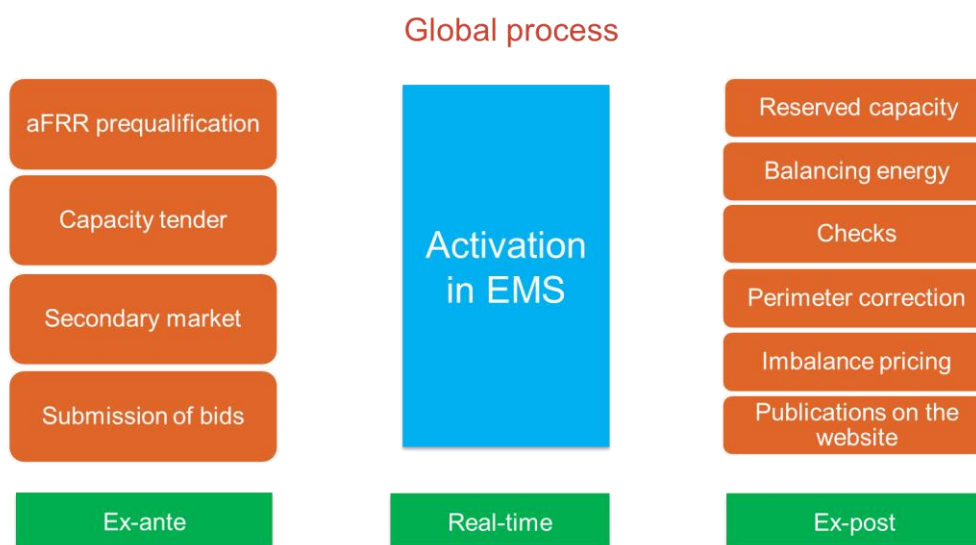 Global process
aFRR prequalification
Capacity tender
Secondary market
Submission of bids
Ex-ante
Activation
in EMS
Real-time
Reserved capacity
Balancing energy
Checks
Perimeter correction
Imbalance pricing
Publications on the
website
Ex-post